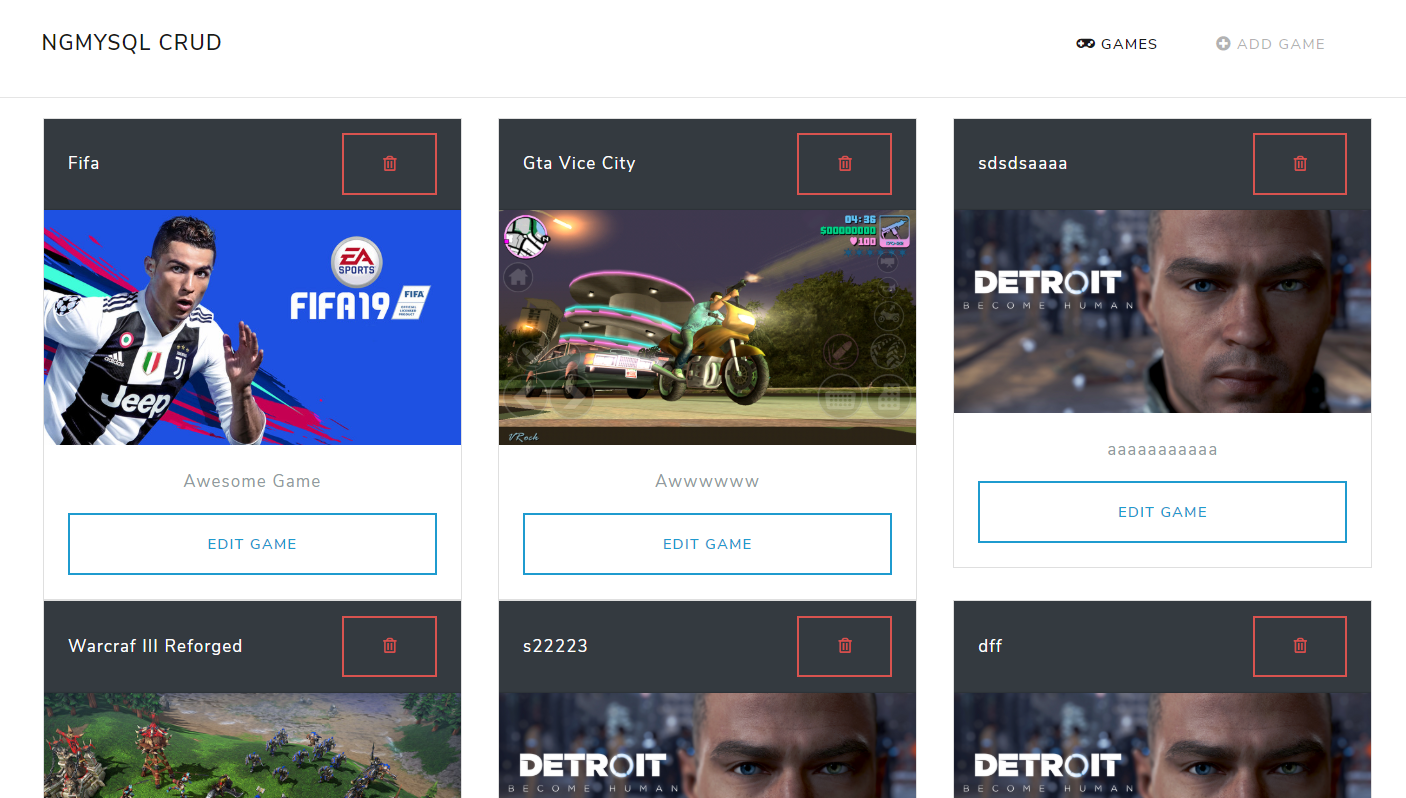 NGMYSQL CRUD
GAMES
ADD GAME
Fifa
Gta Vice City
sdsdsaaaa
EA
SPORTS
FIFA19
FIFA
adidas
Jeep
04:36
$00000000
100
VRock
DETROIT
BECOME HUMAN
Awesome Game
Awwwwww
aaaaaaaaaaa
EDIT GAME
EDIT GAME
EDIT GAME
Warcraf III Reforged
s22223
dff
DETROIT
BECOME HUMAN
DETROIT
BECOME HUMAN